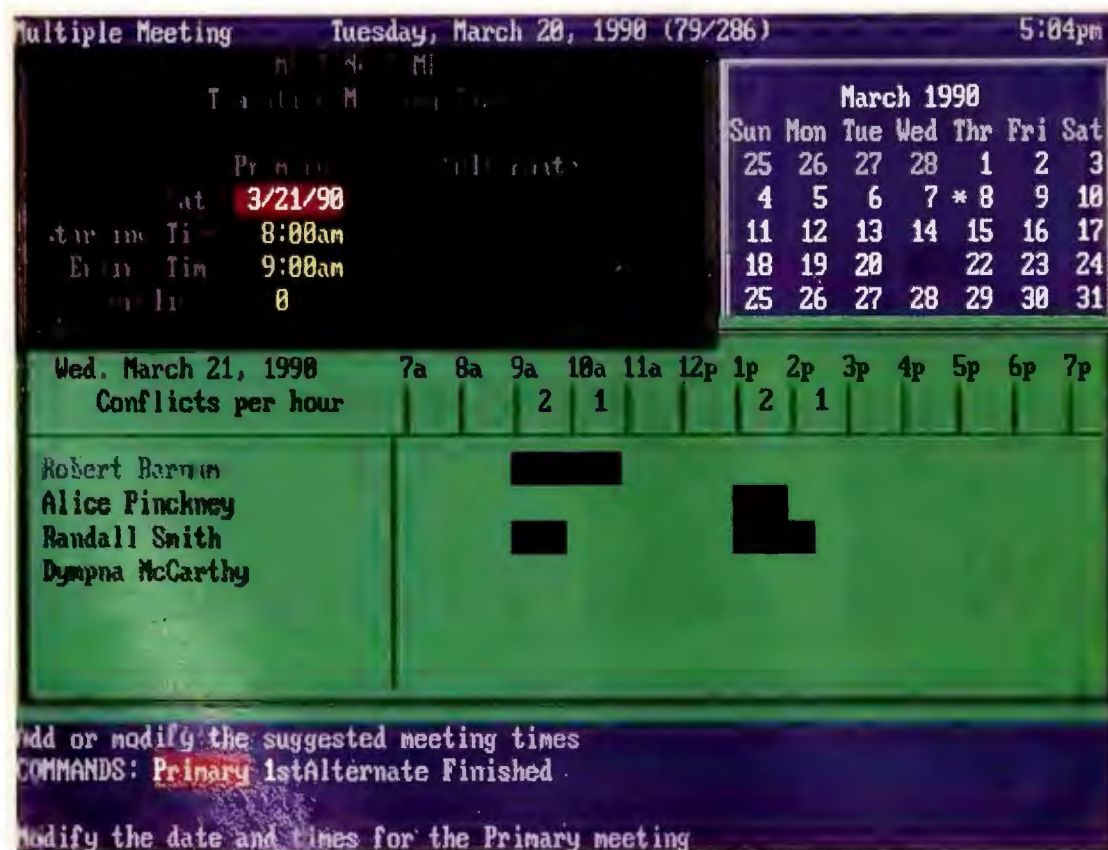 Multiple Meeting Tuesday, March 20, 1990 (79/286) 5:04pm
3/21/90
8:00am
9:00am
0
March 1990
Sun Mon Tue Wed Thr Fri Sat
25 26 27 28 1 2 3
4 5 6 7 * 8 9 10
11 12 13 14 15 16 17
18 19 20 22 23 24
25 26 27 28 29 30 31
Wed. March 21, 1990 7a 8a 9a 10a 11a 12p 1p 2p 3p 4p 5p 6p 7p
Conflicts per hour 2 1 2 1
Robert
Alice Pinckney
Randall Smith
Dympna McCarthy
Add or modify the suggested meeting times
COMMANDS: Primary 1stAlternate Finished
Modify the date and times for the Primary meeting